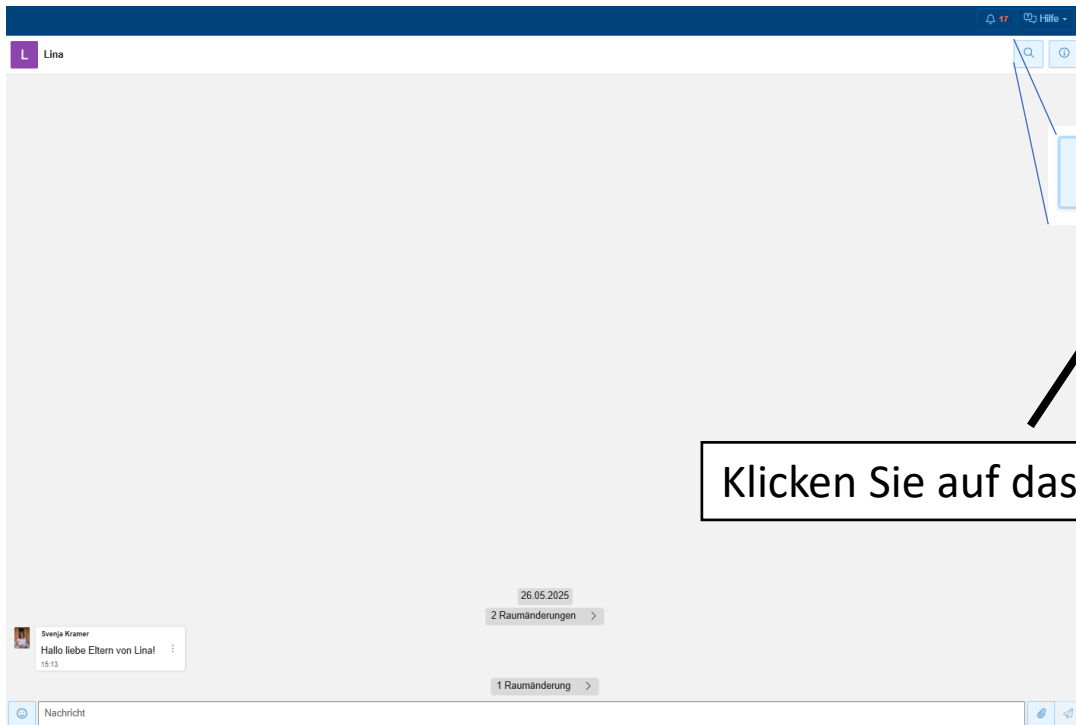 17 Hilfe
L Lina
Klicken Sie auf das
26.05.2025
2 Raumänderungen
Svenja Kramer
Hallo liebe Eltern von Lina!
15:13
1 Raumänderung
Nachricht